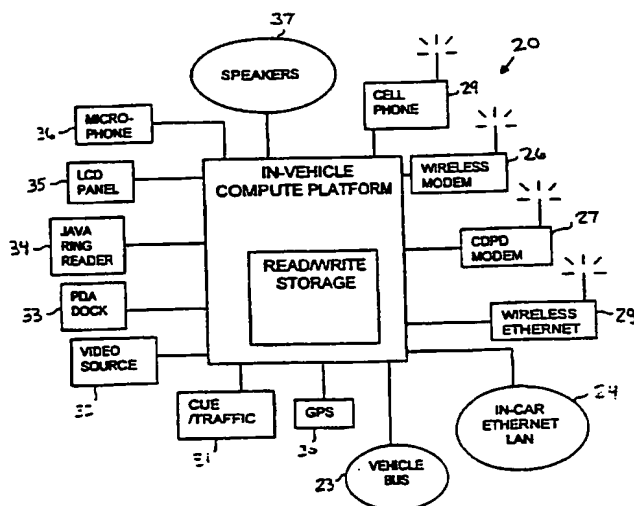 37
SPEAKERS
20
CELL
PHONE
29
MICRO-
PHONE
36
IN-VEHICLE
COMPUTE PLATFORM
WIRELESS
MODEM
26
LCD
PANEL
35
JAVA
RING
READER
34
CDPD
MODEM
27
READ/WRITE
STORAGE
PDA
DOCK
33
WIRELESS
ETHERNET
29
VIDEO
SOURCE
CUE
/TRAFFIC
GPS
IN-CAR
ETHERNET
LAN
24
VEHICLE
BUS
23